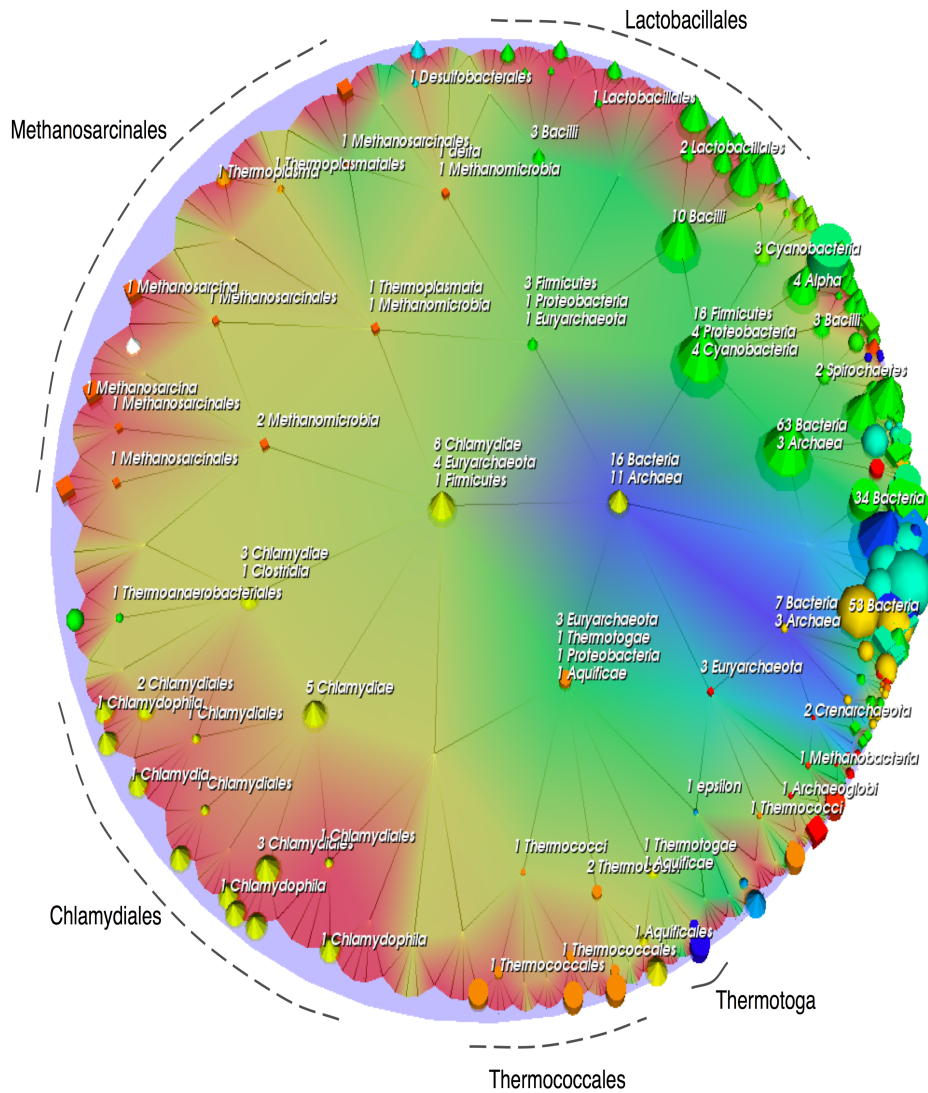 Lactobacillales
1 Desulfobacterales
1 Lactobacillales
Methanosarcinales
3 Bacilli
1 Methanosarcinales
2 Lactobacillales
1 delta
1 Methanomicrobia
1 Thermoplasmatales
1 Thermoplasma
10 Bacilli
3 Cyanobacteria
4 Alpha
1 Methanosarcina
1 Methanosarcinales
1 Thermoplasmata
1 Methanomicrobia
3 Firmicutes
1 Proteobacteria
1 Euryarchaeota
18 Firmicutes
4 Proteobacteria
4 Cyanobacteria
3 Bacilli
2 Spirochaetes
1 Methanosarcina
1 Methanosarcinales
2 Methanomicrobia
63 Bacteria
3 Archaea
8 Chlamydiae
4 Euryarchaeota
1 Firmicutes
16 Bacteria
11 Archaea
1 Methanosarcinales
34 Bacteria
3 Chlamydiae
1 Clostridia
1 Thermoanaerobacteriales
7 Bacteria
3 Archaea
53 Bacteria
3 Euryarchaeota
1 Thermotogae
1 Proteobacteria
1 Aquificae
3 Euryarchaeota
2 Chlamydiales
5 Chlamydiae
1 Chlamydophila
1 Chlamydiales
2 Crenarchaeota
1 Methanobacteria
1 Chlamydia
1 Chlamydiales
1 epsilon
1 Archaeoglobi
1 Thermococci
3 Chlamydiales
1 Chlamydiales
1 Thermococci
1 Thermotogae
1 Aquificae
2 Thermococci
1 Chlamydophila
Chlamydiales
1 Chlamydophila
1 Aquificales
1 Thermococcales
1 Thermococcales
Thermotoga
Thermococcales